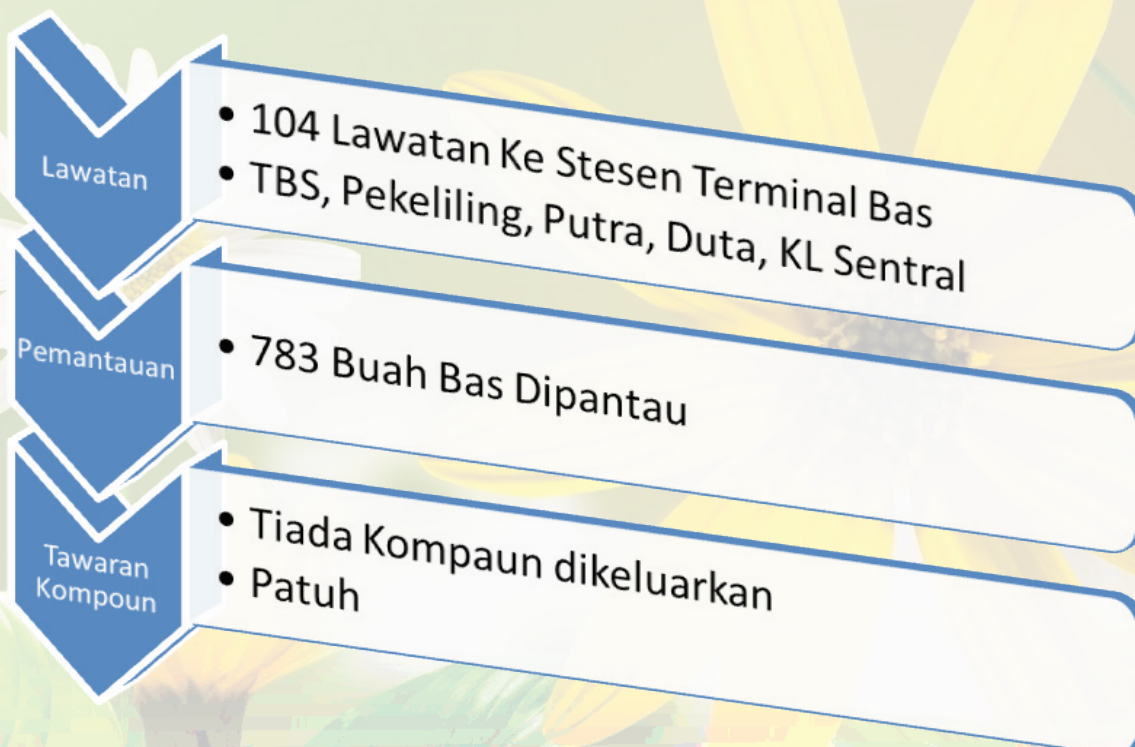 Lawatan
• 104 Lawatan Ke Stesen Terminal Bas
• TBS, Pekeliling, Putra, Duta, KL Sentral
Pemantauan
• 783 Buah Bas Dipantau
Tawaran
Kompoun
• Tiada Kompaun dikeluarkan
• Patuh